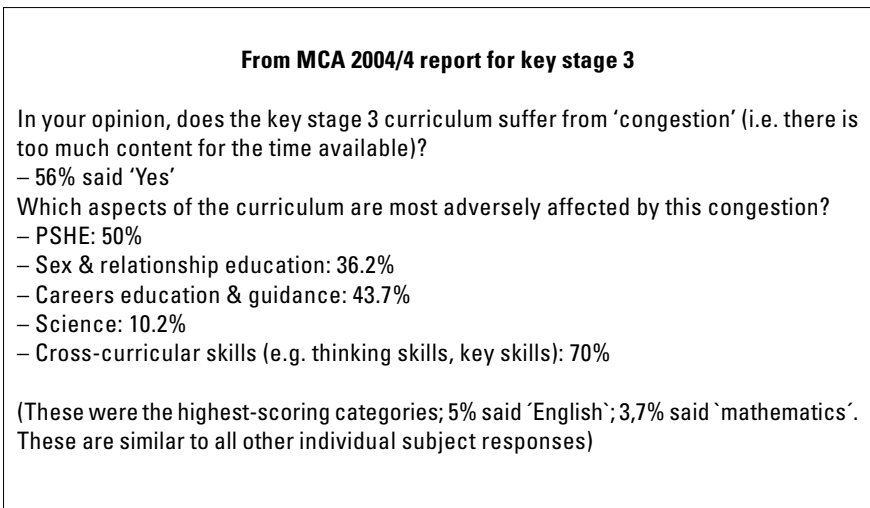 From MCA 2004/4 report for key stage 3
In your opinion, does the key stage 3 curriculum suffer from ‘congestion’ (i.e. there is
too much content for the time available)?
– 56% said ‘Yes’
Which aspects of the curriculum are most adversely affected by this congestion?
– PSHE: 50%
– Sex & relationship education: 36.2%
– Careers education & guidance: 43.7%
– Science: 10.2%
– Cross-curricular skills (e.g. thinking skills, key skills): 70%
(These were the highest-scoring categories; 5% said ´English`; 3,7% said `mathematics´.
These are similar to all other individual subject responses)